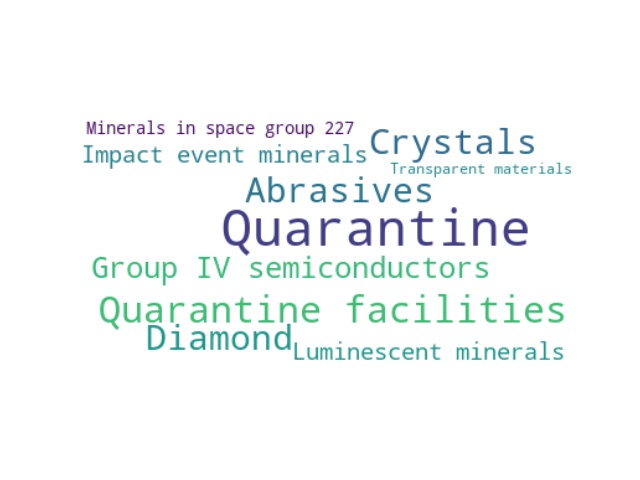 Minerals in space group 227
Crystals
Impact event minerals
Transparent materials
Abrasives
Quarantine
Group IV semiconductors
Quarantine facilities
Diamond
Luminescent minerals